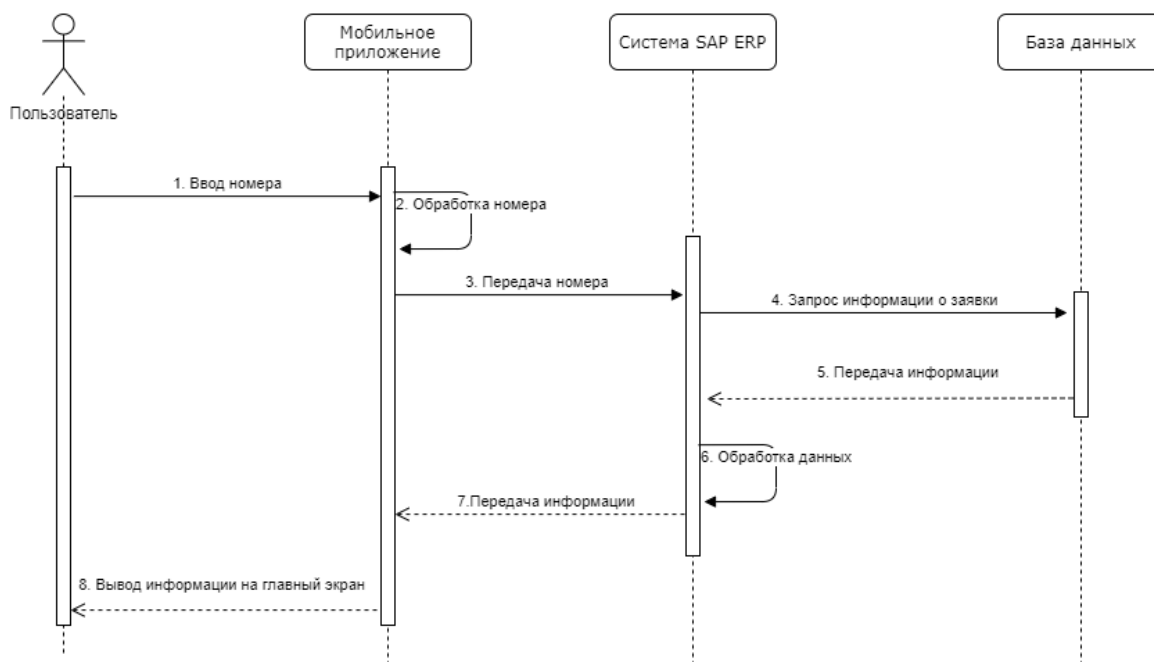 Мобильное
приложение
Система SAP ERP
База данных
Пользователь
1. Ввод номера
2. Обработка номера
3. Передача номера
4. Запрос информации о заявки
5. Передача информации
6. Обработка данных
7.Передача информации
8. Вывод информации на главный экран